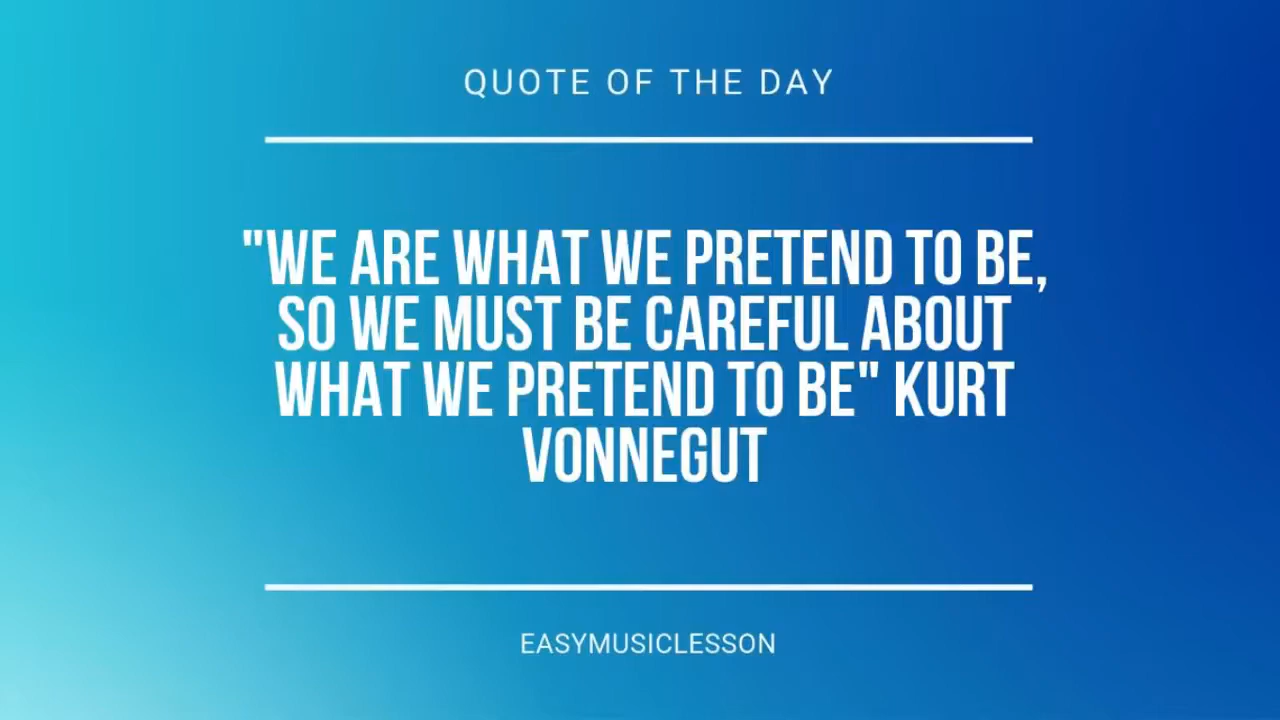 QUOTE OF THE DAY
"WE ARE WHAT WE PRETEND TO BE,
SO WE MUST BE CAREFUL ABOUT
WHAT WE PRETEND TO BE" KURT
VONNEGUT
EASYMUSICLESSON